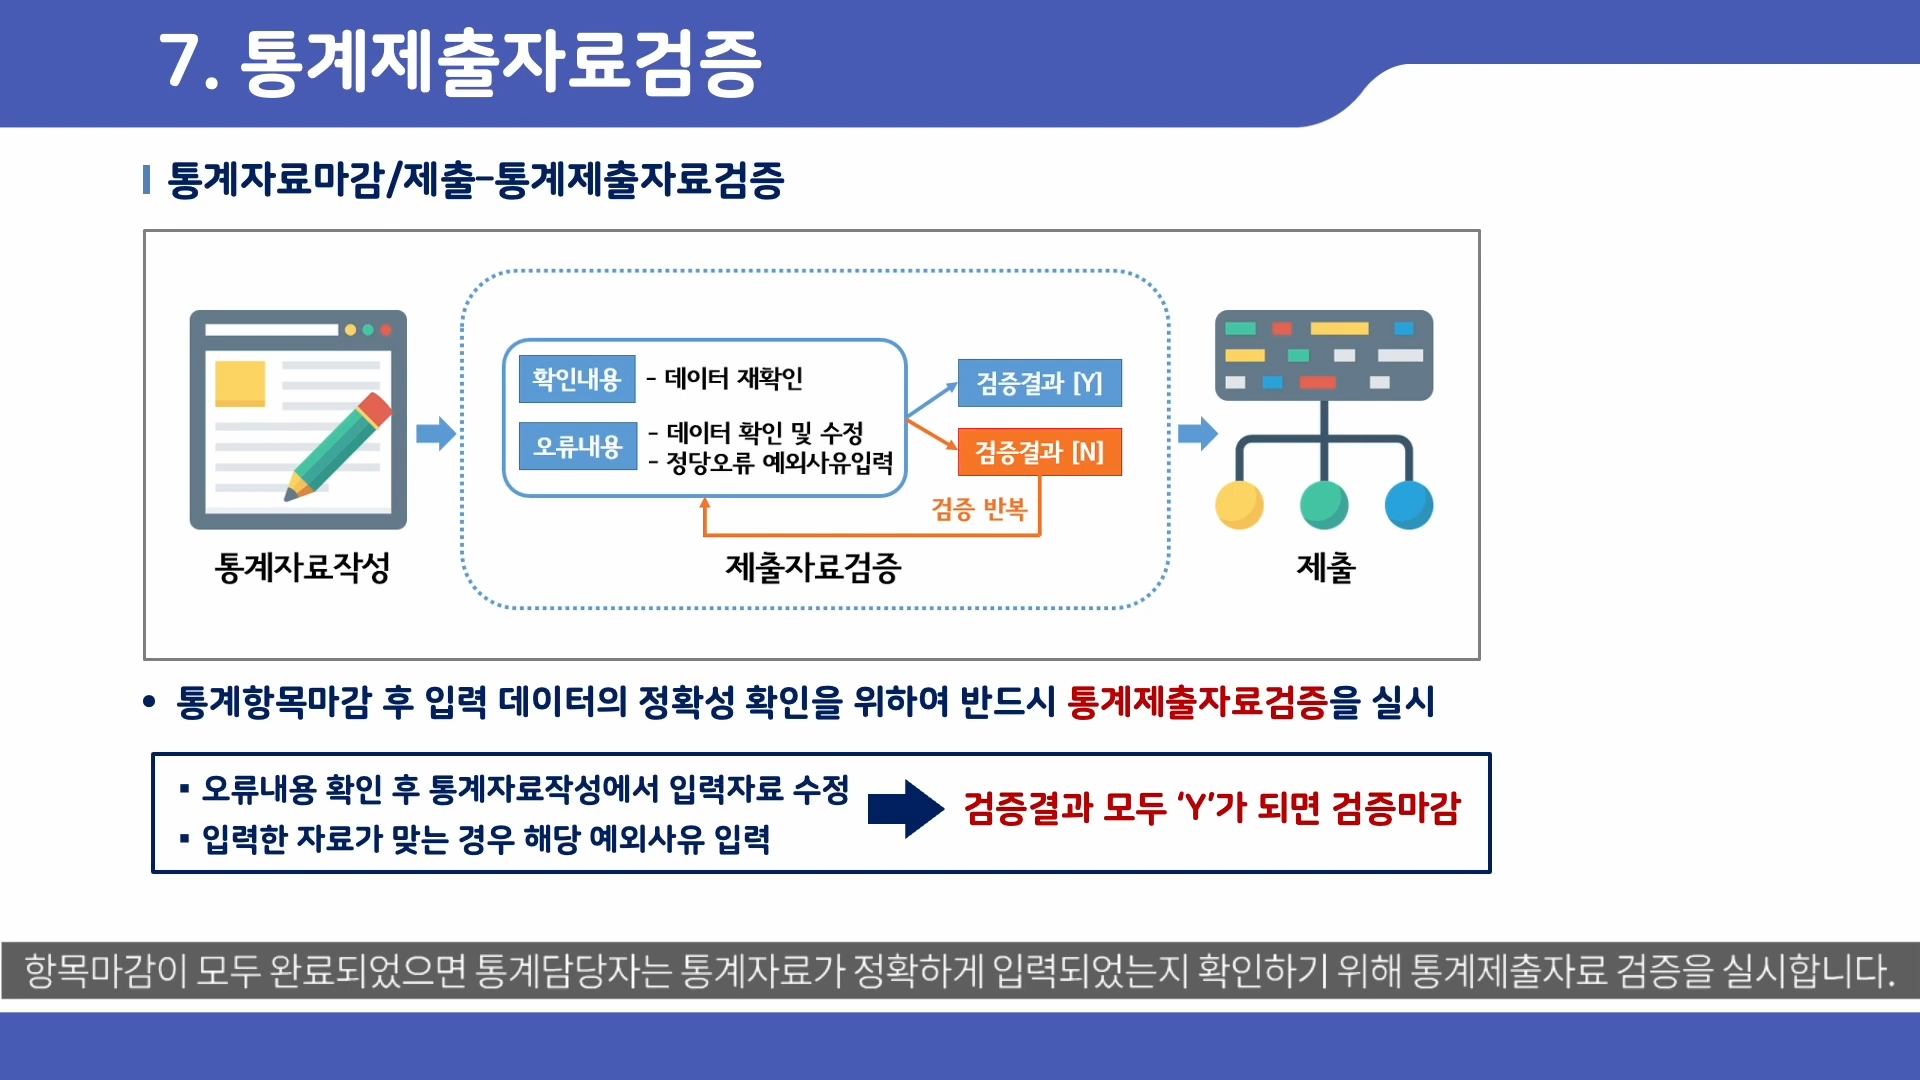 7. 통계제출자료검증
통계자료마감/제출-통계제출자료검증
확인내용 - 데이터 재확인
오류내용 - 데이터 확인 및 수정
- 정당오류 예외사유입력
검증결과 [Y]
검증결과 [N]
검증 반복
통계자료작성
제출자료검증
제출
• 통계항목마감 후 입력 데이터의 정확성 확인을 위하여 반드시 통계제출자료검증을 실시
▪ 오류내용 확인 후 통계자료작성에서 입력자료 수정
▪ 입력한 자료가 맞는 경우 해당 예외사유 입력
검증결과 모두 ‘Y’가 되면 검증마감
항목마감이 모두 완료되었으면 통계담당자는 통계자료가 정확하게 입력되었는지 확인하기 위해 통계제출자료 검증을 실시합니다.